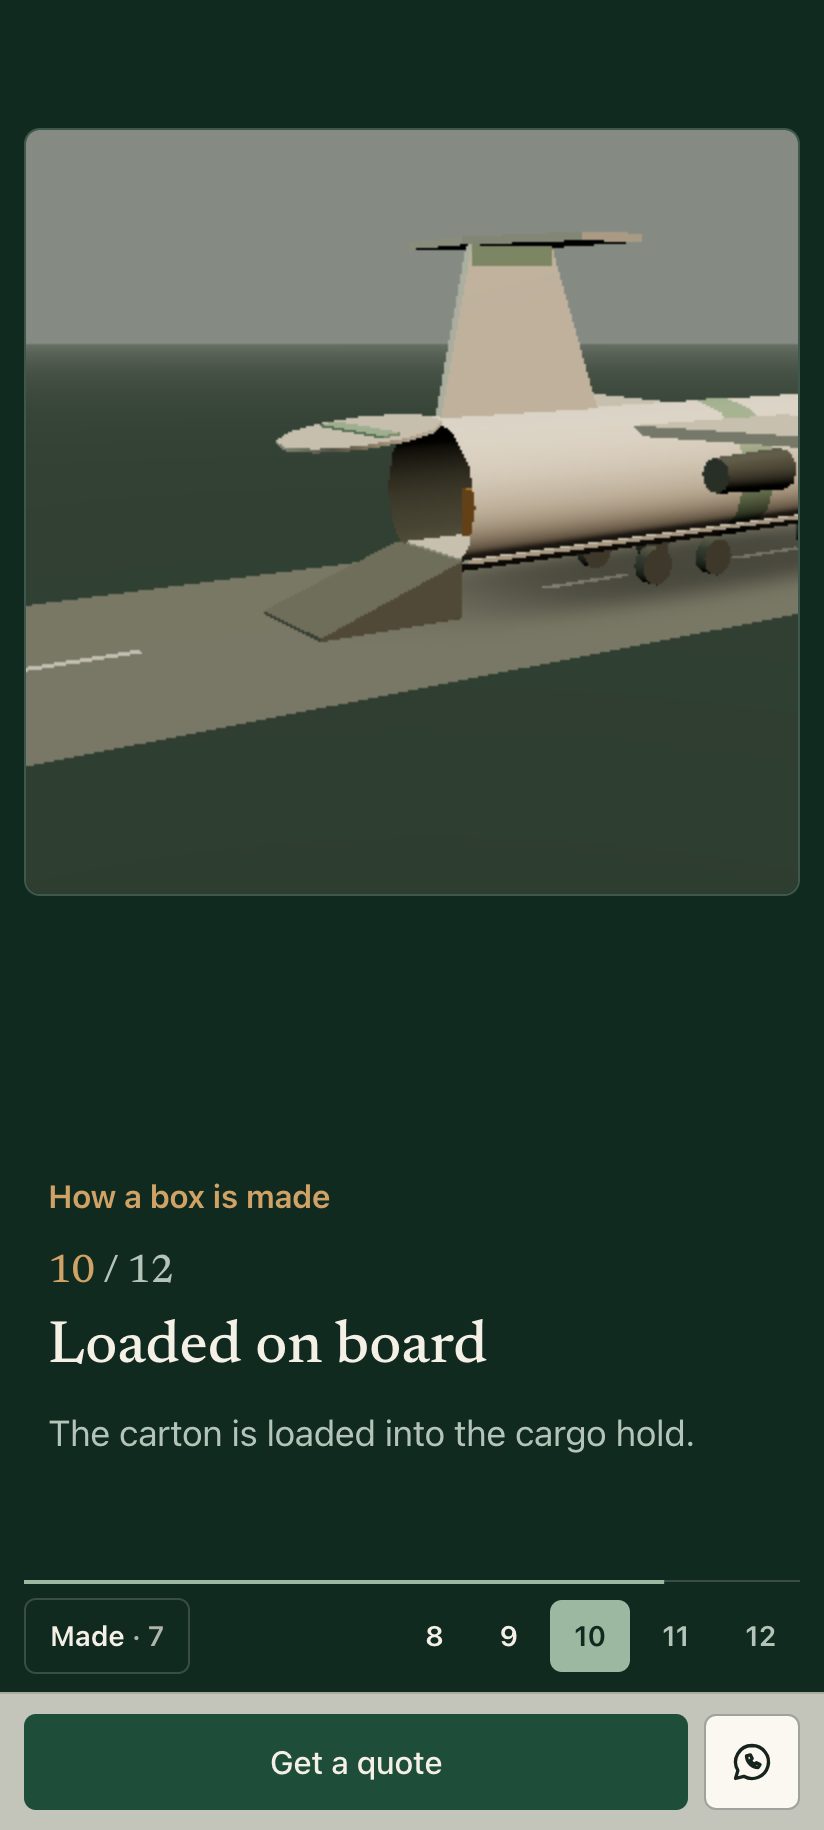 How a box is made
10 / 12
Loaded on board
The carton is loaded into the cargo hold.
Made · 7
8
9
10
11
12
Get a quote